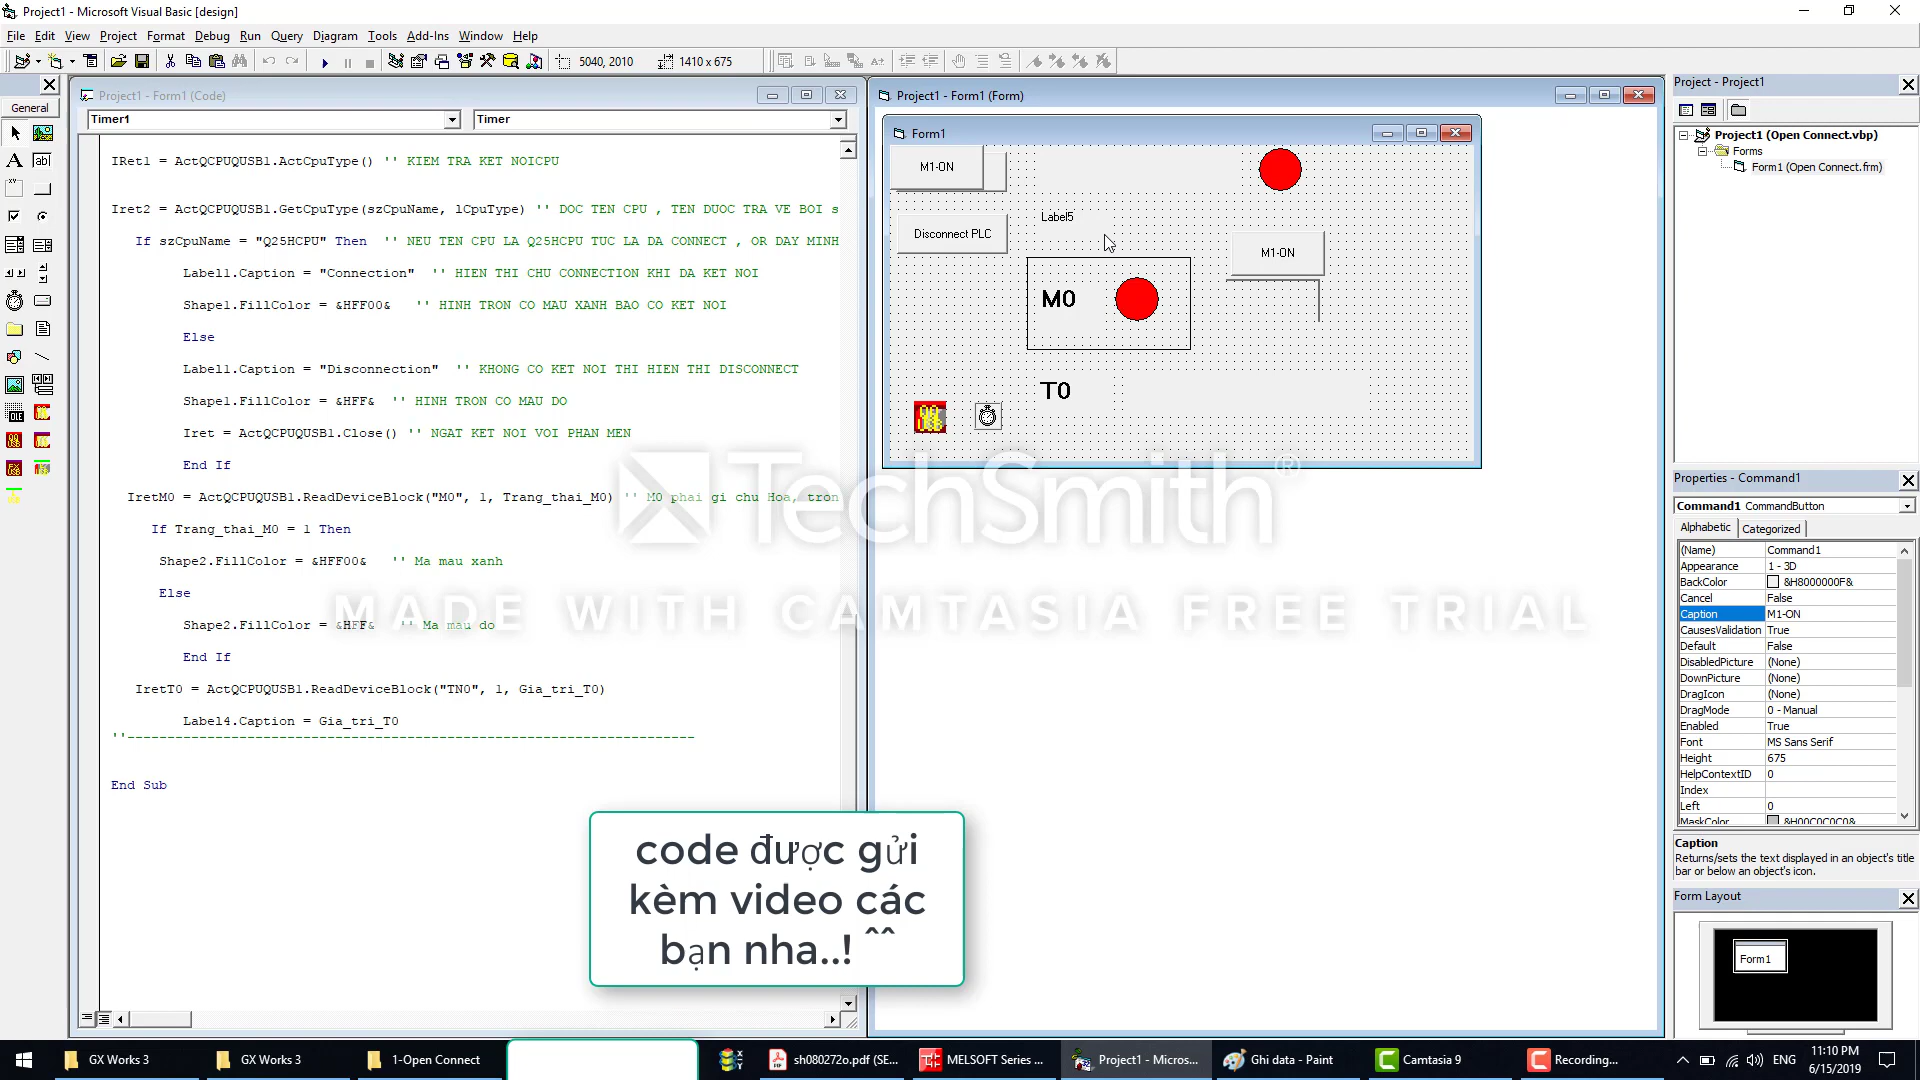 Project1 - Microsoft Visual Basic [design]
File Edit View Project Format Debug Run Query Diagram Tools Add-Ins Window Help
5040, 2010 1410 x 675
General
Project1 - Form1 (Code)
Timer1 Timer
IRet1 = ActQCPUQUSB1.ActCpuType() '' KIEM TRA KET NOICPU
Iret2 = ActQCPUQUSB1.GetCpuType(szCpuName, lCpuType) '' DOC TEN CPU , TEN DUOC TRA VE BOI s
If szCpuName = "Q25HCPU" Then '' NEU TEN CPU LA Q25HCPU TUC LA DA CONNECT , OR DAY MINH
Label1.Caption = "Connection" '' HIEN THI CHU CONNECTION KHI DA KET NOI
Shape1.FillColor = &HFF00& '' HINH TRON CO MAU XANH BAO CO KET NOI
Else
Label1.Caption = "Disconnection" '' KHONG CO KET NOI THI HIEN THI DISCONNECT
Shape1.FillColor = &HFF& '' HINH TRON CO MAU DO
Iret = ActQCPUQUSB1.Close() '' NGAT KET NOI VOI PHAN MEN
End If
IretM0 = ActQCPUQUSB1.ReadDeviceBlock("M0", 1, Trang_thai_M0) '' M0 phai gi chu Hoa, tron
If Trang_thai_M0 = 1 Then
Shape2.FillColor = &HFF00& '' Ma mau xanh
Else
Shape2.FillColor = &HFF& '' Ma mau do
End If
IretT0 = ActQCPUQUSB1.ReadDeviceBlock("TN0", 1, Gia_tri_T0)
Label4.Caption = Gia_tri_T0
''-----------------------------------------------------------------------
End Sub
Project1 - Form1 (Form)
Form1
M1-ON
Label5
Disconnect PLC
M1-ON
M0
T0
TechSmith®
MADE WITH CAMTASIA FREE TRIAL
code được gửi
kèm video các
bạn nha..! ^^
Project - Project1
Project1 (Open Connect.vbp)
Forms
Form1 (Open Connect.frm)
Properties - Command1
Command1 CommandButton
Alphabetic Categorized
(Name) Command1
Appearance 1 - 3D
BackColor &H8000000F&
Cancel False
Caption M1-ON
CausesValidation True
Default False
DisabledPicture (None)
DownPicture (None)
DragIcon (None)
DragMode 0 - Manual
Enabled True
Font MS Sans Serif
Height 675
HelpContextID 0
Index
Left 0
MaskColor &H00C0C0C0&
Caption
Returns/sets the text displayed in an object's title
bar or below an object's icon.
Form Layout
Form1
GX Works 3 GX Works 3 1-Open Connect sh080272o.pdf (SE... MELSOFT Series ... Project1 - Micros... Ghi data - Paint Camtasia 9 Recording... ENG
11:10 PM
6/15/2019